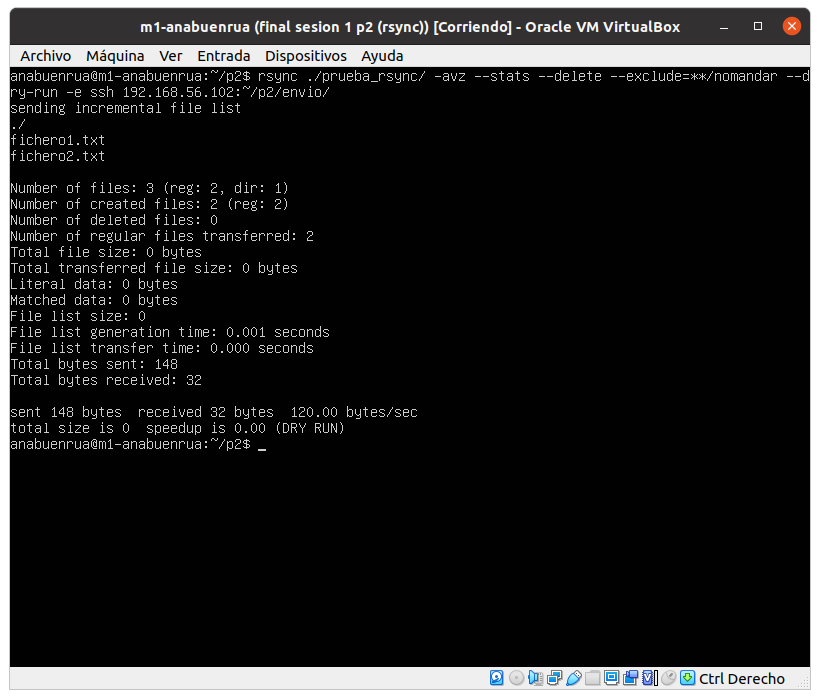 m1-anabuenrua (final sesion 1 p2 (rsync)) [Corriendo] - Oracle VM VirtualBox
Archivo Máquina Ver Entrada Dispositivos Ayuda
anabuenrua@m1-anabuenrua:~/p2$ rsync ./prueba_rsync/ -avz --stats --delete --exclude=**/nomandar --d
ry-run -e ssh 192.168.56.102:~/p2/envio/
sending incremental file list
./
fichero1.txt
fichero2.txt
Number of files: 3 (reg: 2, dir: 1)
Number of created files: 2 (reg: 2)
Number of deleted files: 0
Number of regular files transferred: 2
Total file size: 0 bytes
Total transferred file size: 0 bytes
Literal data: 0 bytes
Matched data: 0 bytes
File list size: 0
File list generation time: 0.001 seconds
File list transfer time: 0.000 seconds
Total bytes sent: 148
Total bytes received: 32
sent 148 bytes  received 32 bytes  120.00 bytes/sec
total size is 0  speedup is 0.00 (DRY RUN)
anabuenrua@m1-anabuenrua:~/p2$ _
Ctrl Derecho